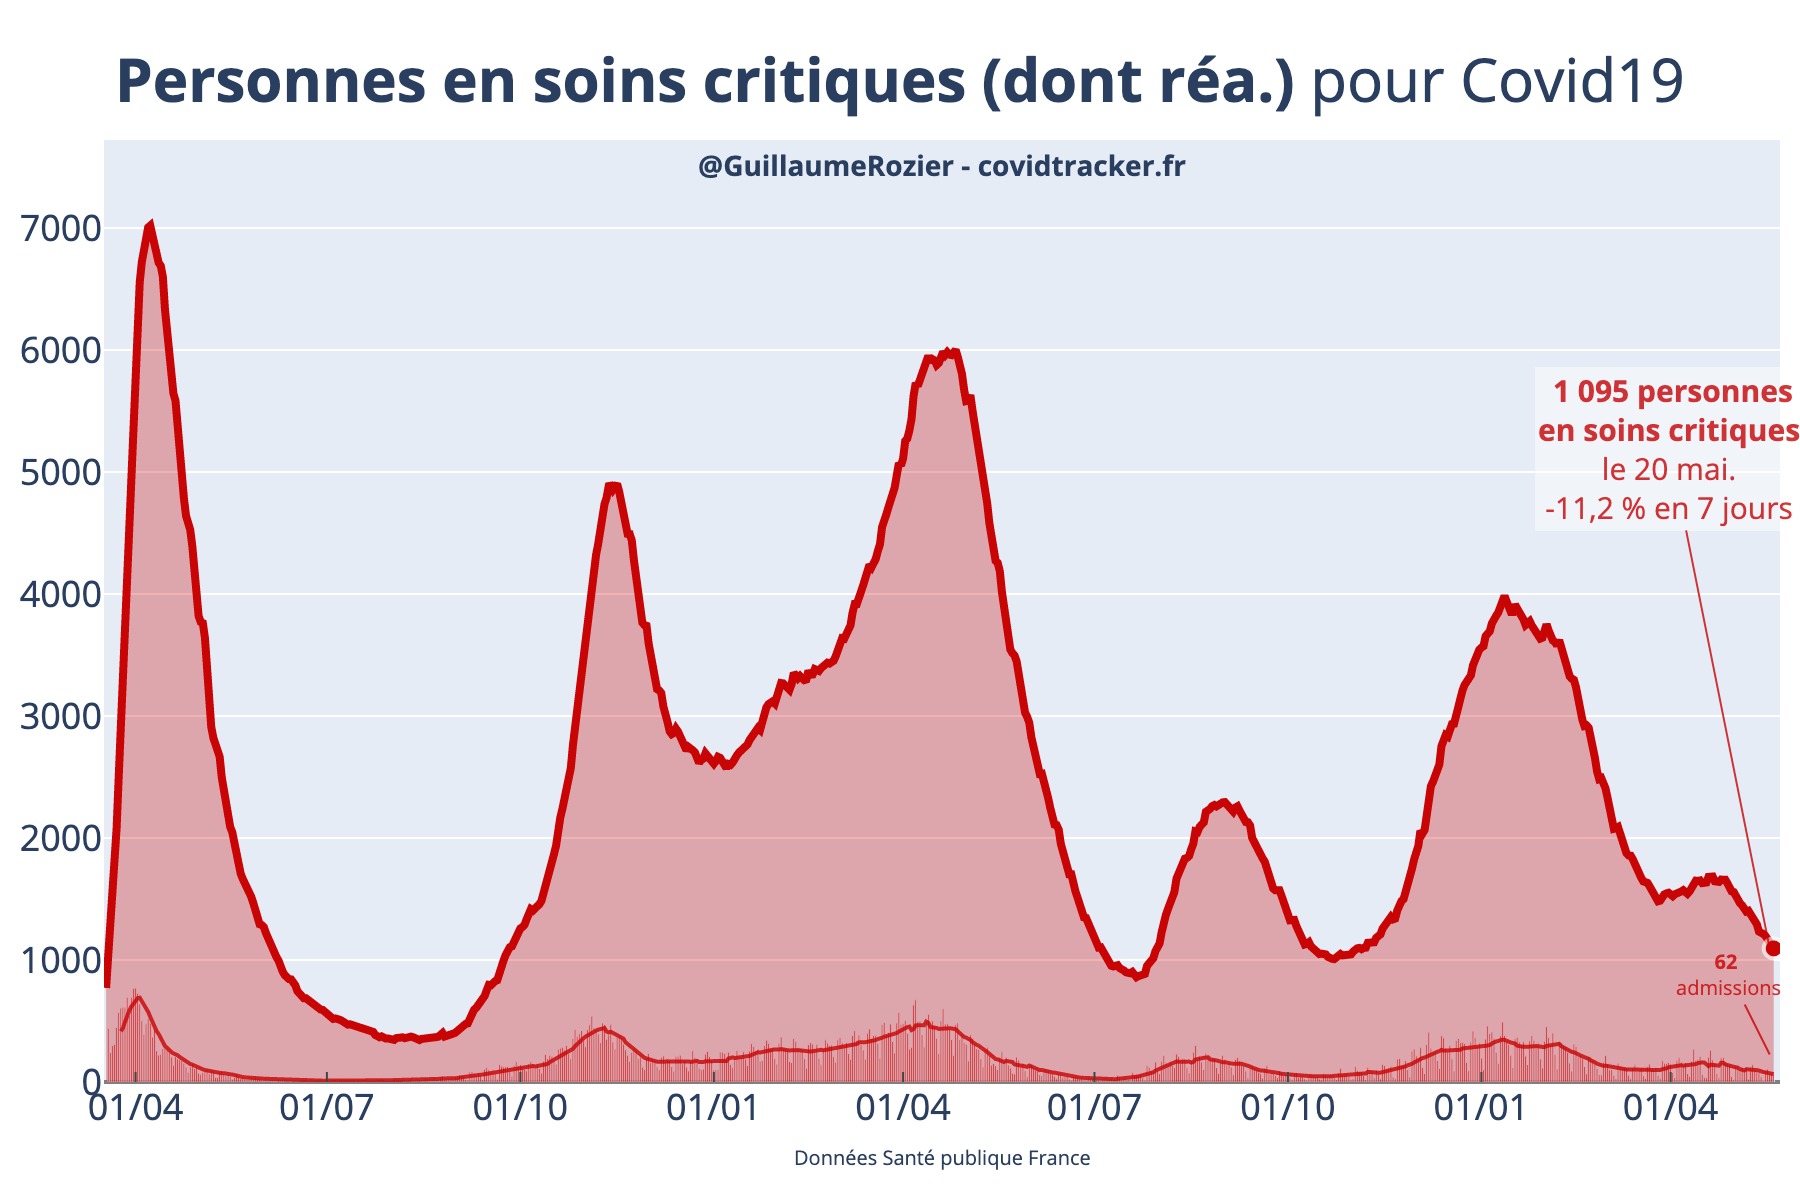 Personnes en soins critiques (dont réa.) pour Covid19
@GuillaumeRozier - covidtracker.fr
7000
6000
5000
4000
3000
2000
1000
0
1 095 personnes
en soins critiques
le 20 mai.
-11,2 % en 7 jours
62
admissions
01/04 01/07 01/10 01/01 01/04 01/07 01/10 01/01 01/04
Données Santé publique France